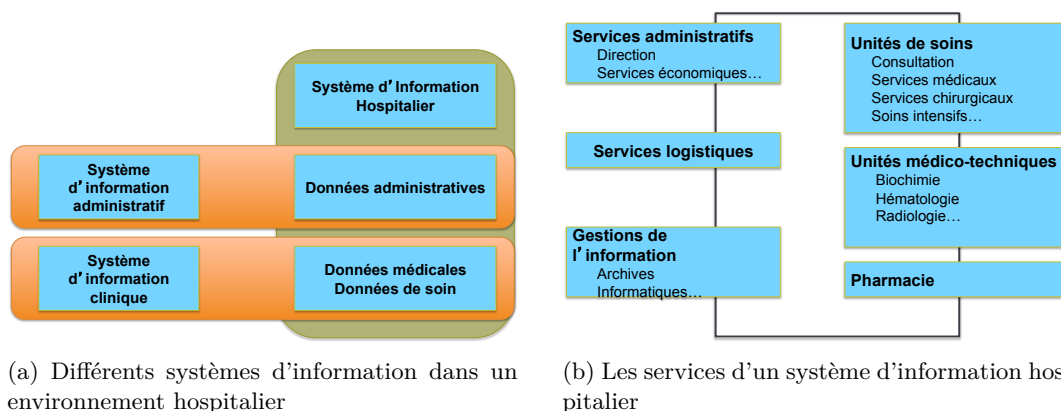 Système d'Information
Hospitalier
Système
d'information
administratif
Données administratives
Système
d'information
clinique
Données médicales
Données de soin
(a) Différents systèmes d'information dans un
environnement hospitalier
Services administratifs
Direction
Services économiques…
Services logistiques
Gestions de
l'information
Archives
Informatiques…
Unités de soins
Consultation
Services médicaux
Services chirurgicaux
Soins intensifs…
Unités médico-techniques
Biochimie
Hématologie
Radiologie…
Pharmacie
(b) Les services d'un système d'information hos
pitalier